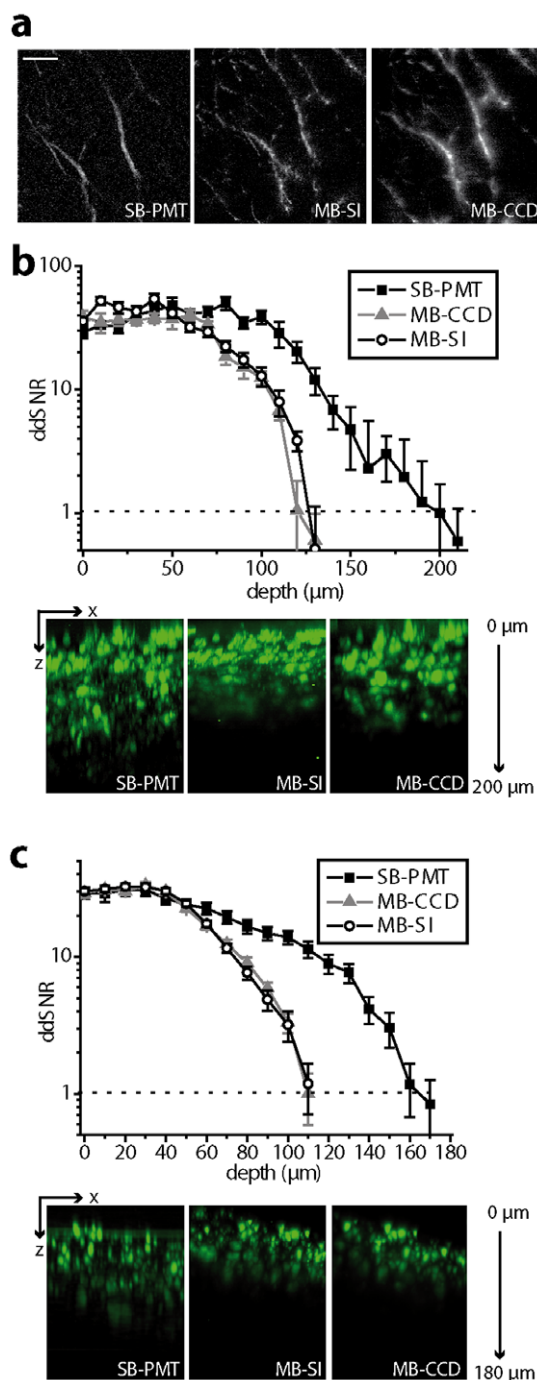 a
SB-PMT
MB-SI
MB-CCD
b
100
10
1
ddS NR
SB-PMT
MB-CCD
MB-SI
0 50 100 150 200
depth (µm)
x
z
0 µm
200 µm
SB-PMT
MB-SI
MB-CCD
c
10
1
ddS NR
SB-PMT
MB-CCD
MB-SI
0 20 40 60 80 100 120 140 160 180
depth (µm)
x
z
0 µm
180 µm
SB-PMT
MB-SI
MB-CCD